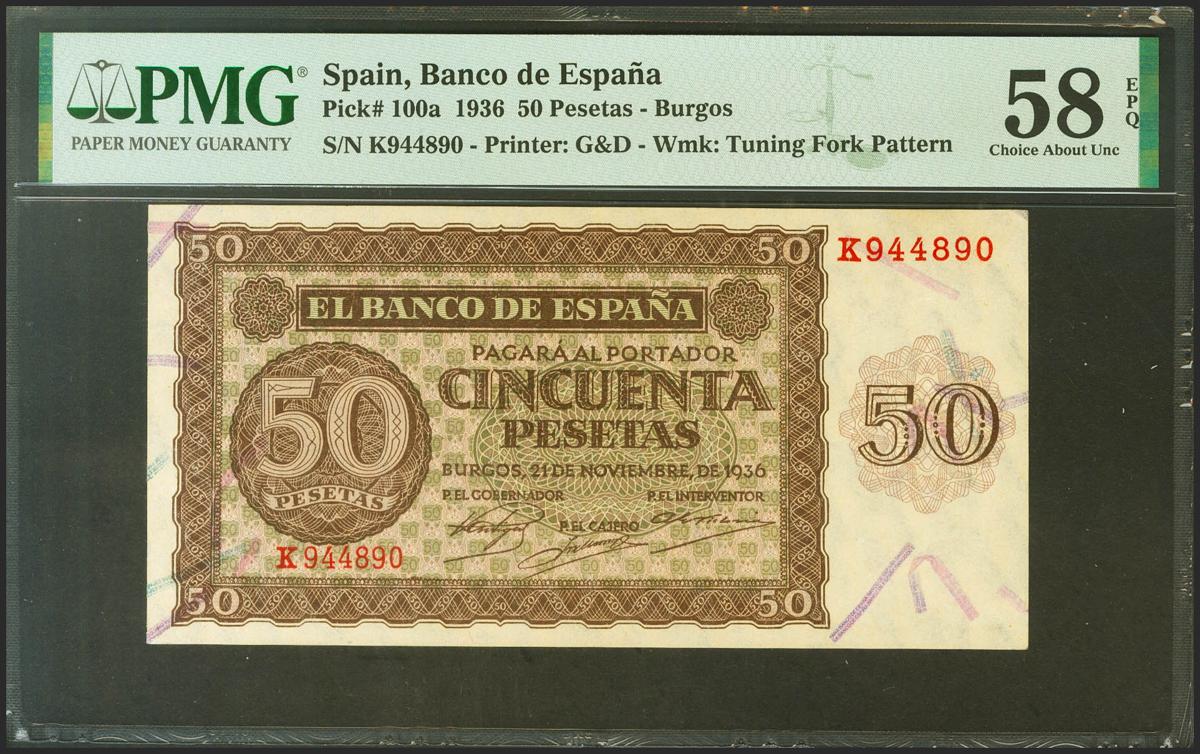 PMG®
PAPER MONEY GUARANTY
Spain, Banco de España
Pick# 100a 1936 50 Pesetas - Burgos
S/N K944890 - Printer: G&D - Wmk: Tuning Fork Pattern
58
EPQ
Choice About Unc
50
50
K944890
EL BANCO DE ESPAÑA
PAGARÁ AL PORTADOR
CINCUENTA
PESETAS
50
PESETAS
50
BURGOS, 21 DE NOVIEMBRE, DE 1936
P. EL GOBERNADOR
P. EL INTERVENTOR
P. EL CAJERO
K944890
50
50